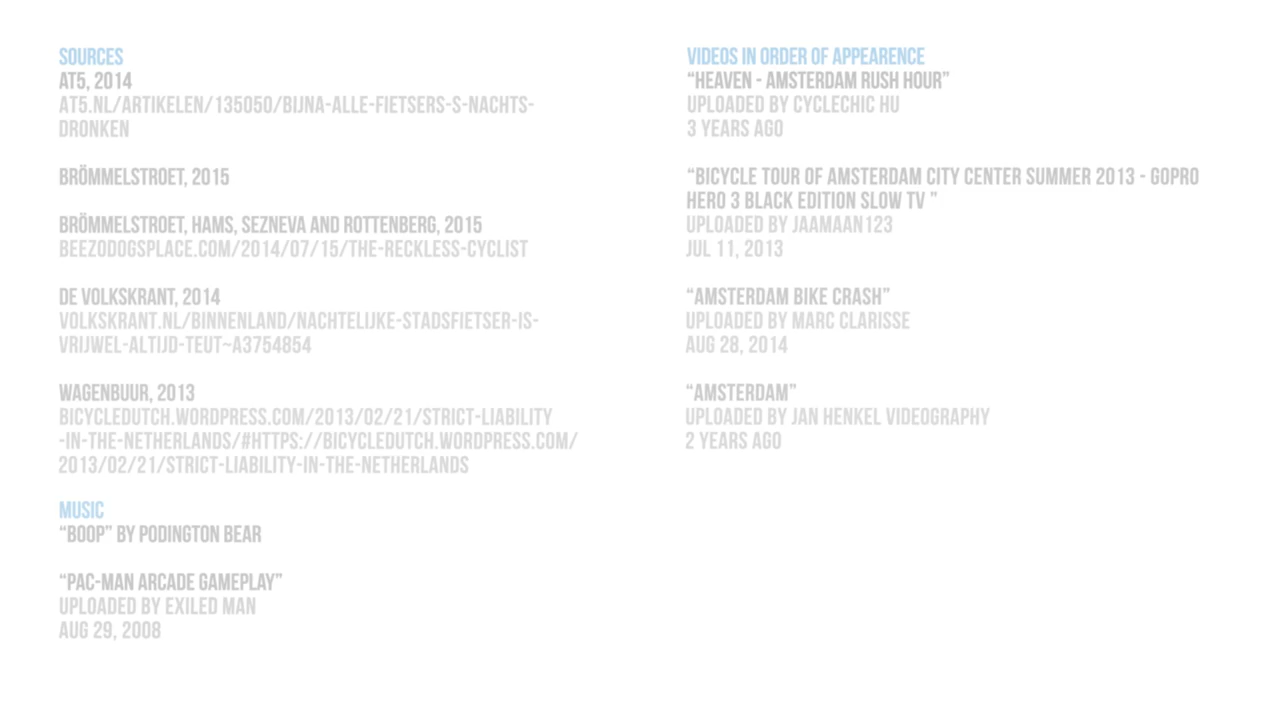 SOURCES
AT5, 2014
AT5.NL/ARTIKELEN/135050/BIJNA-ALLE-FIETSERS-S-NACHTS-
DRONKEN
BRÖMMELSTROET, 2015
BRÖMMELSTROET, HAMS, SEZNEVA AND ROTTENBERG, 2015
BEEZODOGSPLACE.COM/2014/07/15/THE-RECKLESS-CYCLIST
DE VOLKSKRANT, 2014
VOLKSKRANT.NL/BINNENLAND/NACHTELIJKE-STADSFIETSER-IS-
VRIJWEL-ALTIJD-TEUT~A3754854
WAGENBUUR, 2013
BICYCLEDUTCH.WORDPRESS.COM/2013/02/21/STRICT-LIABILITY
-IN-THE-NETHERLANDS/#HTTPS://BICYCLEDUTCH.WORDPRESS.COM/
2013/02/21/STRICT-LIABILITY-IN-THE-NETHERLANDS
MUSIC
“BOOP” BY PODINGTON BEAR
“PAC-MAN ARCADE GAMEPLAY”
UPLOADED BY EXILED MAN
AUG 29, 2008
VIDEOS IN ORDER OF APPEARENCE
“HEAVEN - AMSTERDAM RUSH HOUR”
UPLOADED BY CYCLECHIC HU
3 YEARS AGO
“BICYCLE TOUR OF AMSTERDAM CITY CENTER SUMMER 2013 - GOPRO
HERO 3 BLACK EDITION SLOW TV ”
UPLOADED BY JAAMAAN123
JUL 11, 2013
“AMSTERDAM BIKE CRASH”
UPLOADED BY MARC CLARISSE
AUG 28, 2014
“AMSTERDAM”
UPLOADED BY JAN HENKEL VIDEOGRAPHY
2 YEARS AGO